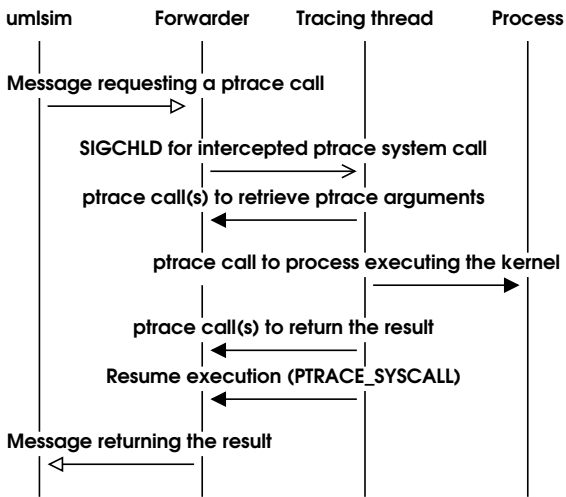 umlsim Forwarder Tracing thread Process
Message requesting a ptrace call
SIGCHLD for intercepted ptrace system call
ptrace call(s) to retrieve ptrace arguments
ptrace call to process executing the kernel
ptrace call(s) to return the result
Resume execution (PTRACE_SYSCALL)
Message returning the result